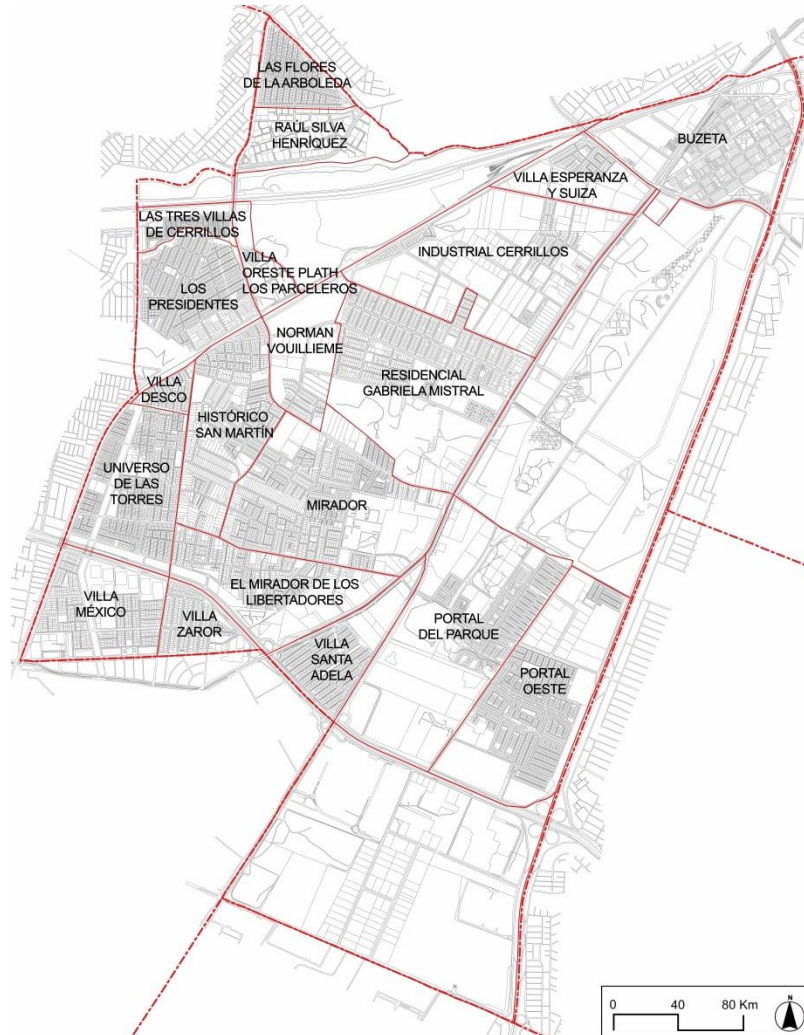 LAS FLORES
DE LA ARBOLEDA
RAÚL SILVA
HENRÍQUEZ
BUZETA
VILLA ESPERANZA
Y SUIZA
LAS TRES VILLAS
DE CERRILLOS
INDUSTRIAL CERRILLOS
VILLA
ORESTE PLATH
LOS PARCELEROS
LOS
PRESIDENTES
NORMAN
VOUILLIEME
RESIDENCIAL
GABRIELA MISTRAL
VILLA
DESCO
HISTÓRICO
SAN MARTÍN
UNIVERSO
DE LAS
TORRES
MIRADOR
EL MIRADOR DE LOS
LIBERTADORES
VILLA
MÉXICO
VILLA
ZAROR
PORTAL
DEL PARQUE
VILLA
SANTA
ADELA
PORTAL
OESTE
0 40 80 Km
N